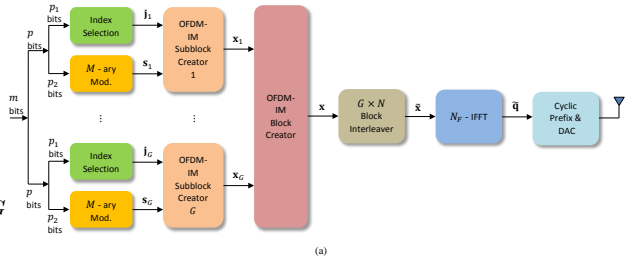 m
bits
p
bits
p₁
bits
Index
Selection
j₁
p₂
bits
M - ary
Mod.
s₁
OFDM-
IM
Subblock
Creator
1
x₁
⋮
⋮
p
bits
p₁
bits
Index
Selection
j_G
p₂
bits
M - ary
Mod.
s_G
OFDM-
IM
Subblock
Creator
G
x_G
OFDM-
IM
Block
Creator
x
G × N
Block
Interleaver
x̃
N_F - IFFT
q̃
Cyclic
Prefix &
DAC
(a)